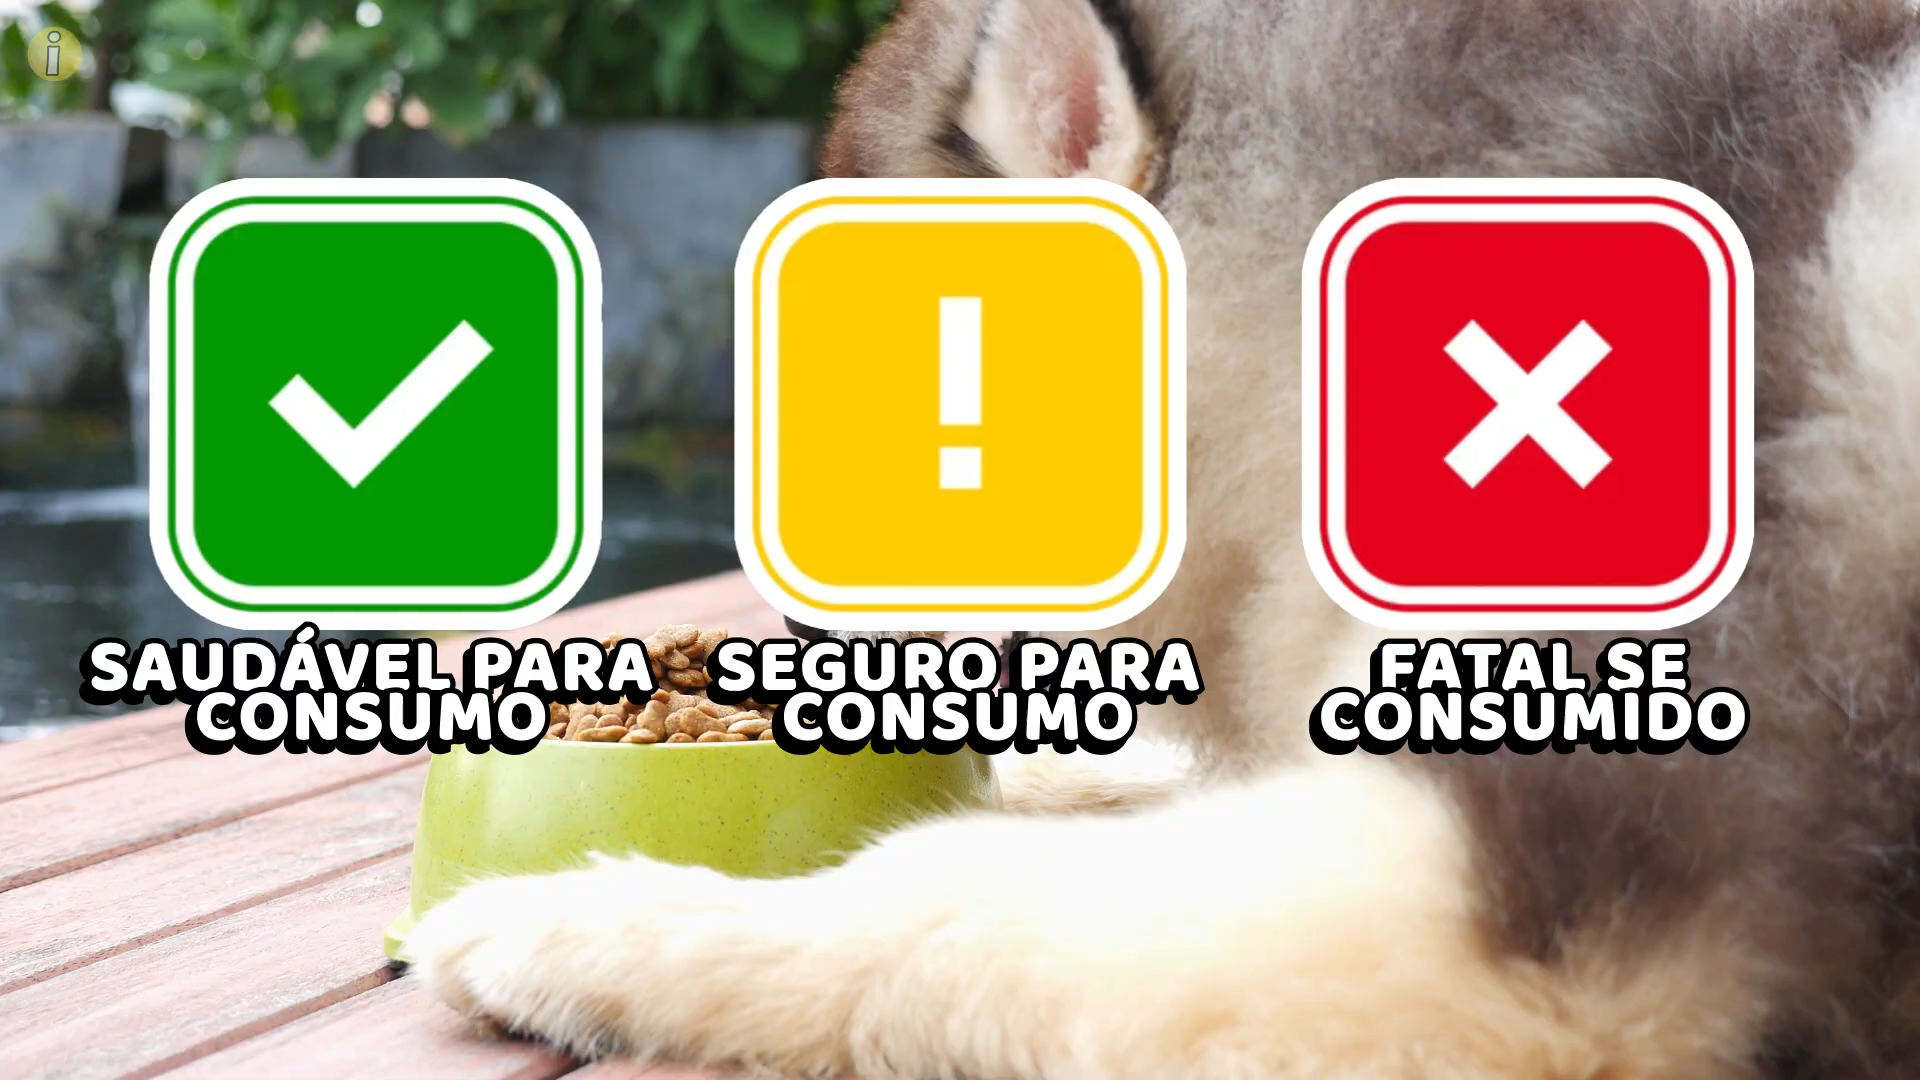 SAUDÁVEL PARA
CONSUMO
SEGURO PARA
CONSUMO
FATAL SE
CONSUMIDO